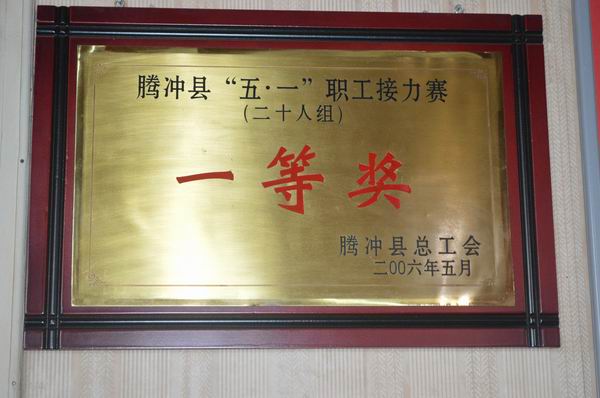 腾冲县“五·一”职工接力赛
(二十人组)
一等奖
腾冲县总工会
二00六年五月